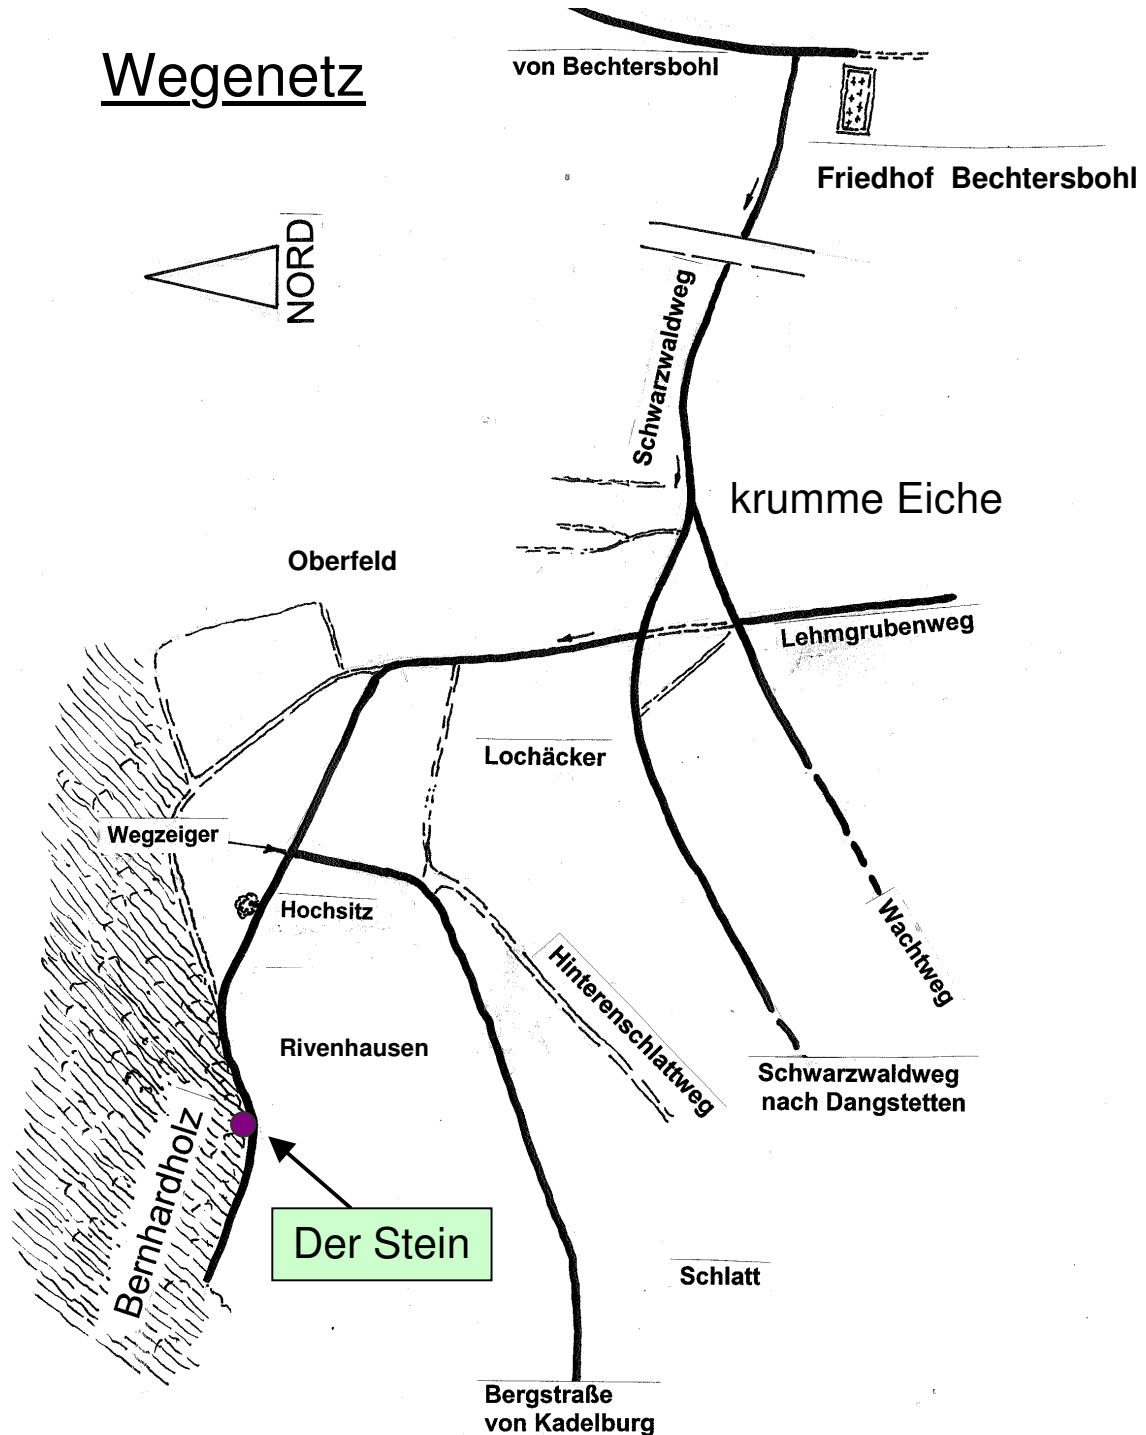 Wegenetz
von Bechtersbohl
Friedhof Bechtersbohl
NORD
Schwarzwaldweg
krumme Eiche
Oberfeld
Lehmgrubenweg
Lochäcker
Wegzeiger
Hochsitz
Wachtweg
Hinterenschlattweg
Rivenhausen
Schwarzwaldweg
nach Dangstetten
Bernhardholz
Der Stein
Schlatt
Bergstraße
von Kadelburg